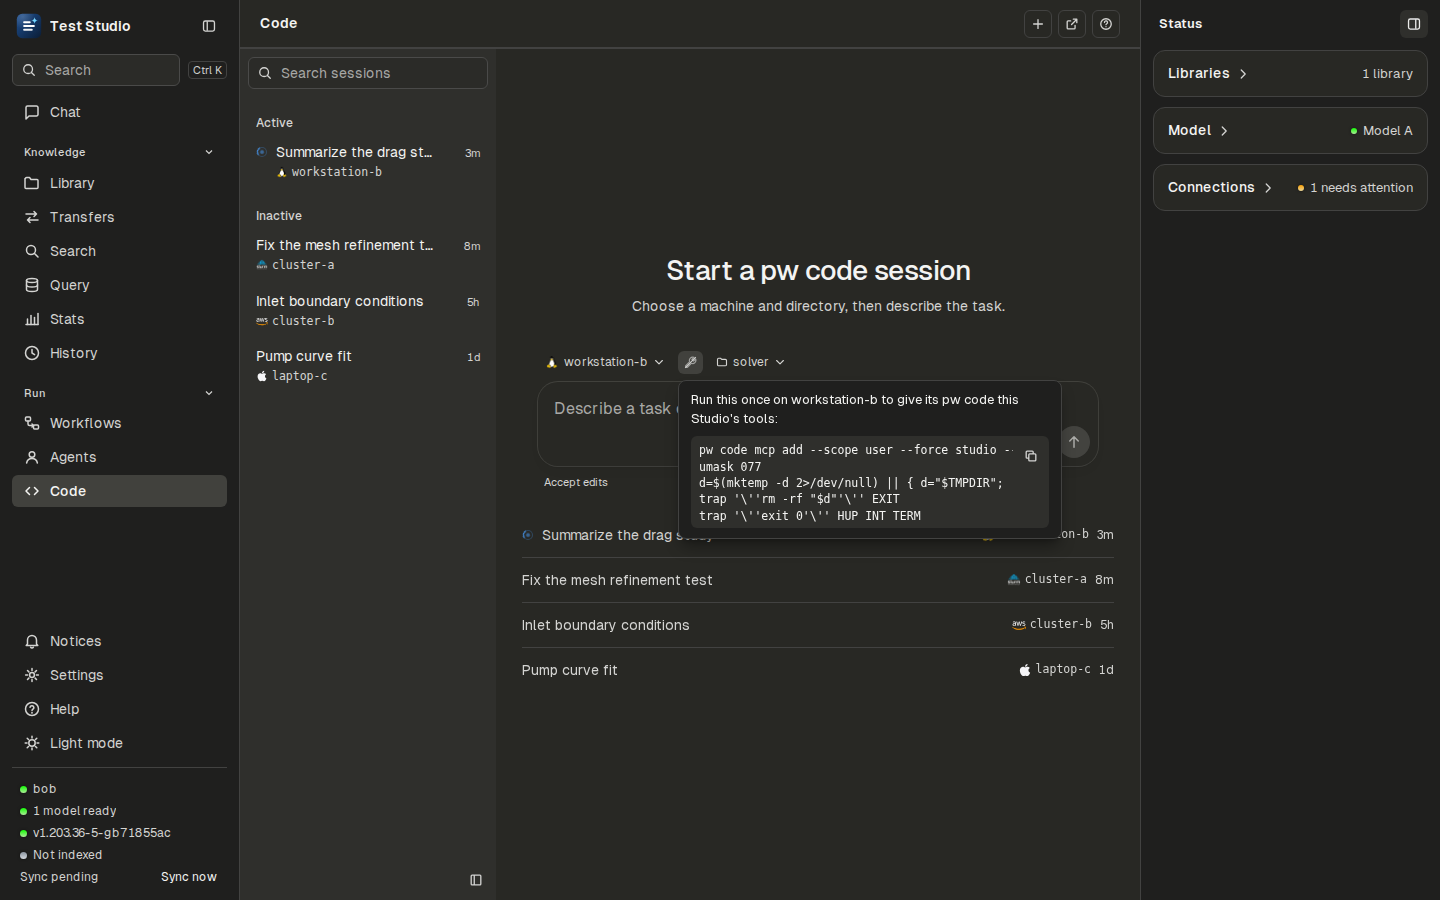 Test Studio
Search
Ctrl K
Chat
Knowledge
Library
Transfers
Search
Query
Stats
History
Run
Workflows
Agents
Code
Notices
Settings
Help
Light mode
bob
1 model ready
v1.203.36-5-gb71855ac
Not indexed
Sync pending
Sync now
Code
Search sessions
Active
Summarize the drag st…
3m
workstation-b
Inactive
Fix the mesh refinement t…
8m
cluster-a
Inlet boundary conditions
5h
aws
cluster-b
Pump curve fit
1d
laptop-c
Start a pw code session
Choose a machine and directory, then describe the task.
workstation-b
solver
Describe a task
Run this once on workstation-b to give its pw code this
Studio's tools:
pw code mcp add --scope user --force studio -
umask 077
d=$(mktemp -d 2>/dev/null) || { d="$TMPDIR";
trap '\''rm -rf "$d"'\'' EXIT
trap '\''exit 0'\'' HUP INT TERM
Accept edits
Summarize the drag study
on-b 3m
Fix the mesh refinement test
cluster-a 8m
Inlet boundary conditions
aws cluster-b 5h
Pump curve fit
laptop-c 1d
Status
Libraries
1 library
Model
Model A
Connections
1 needs attention